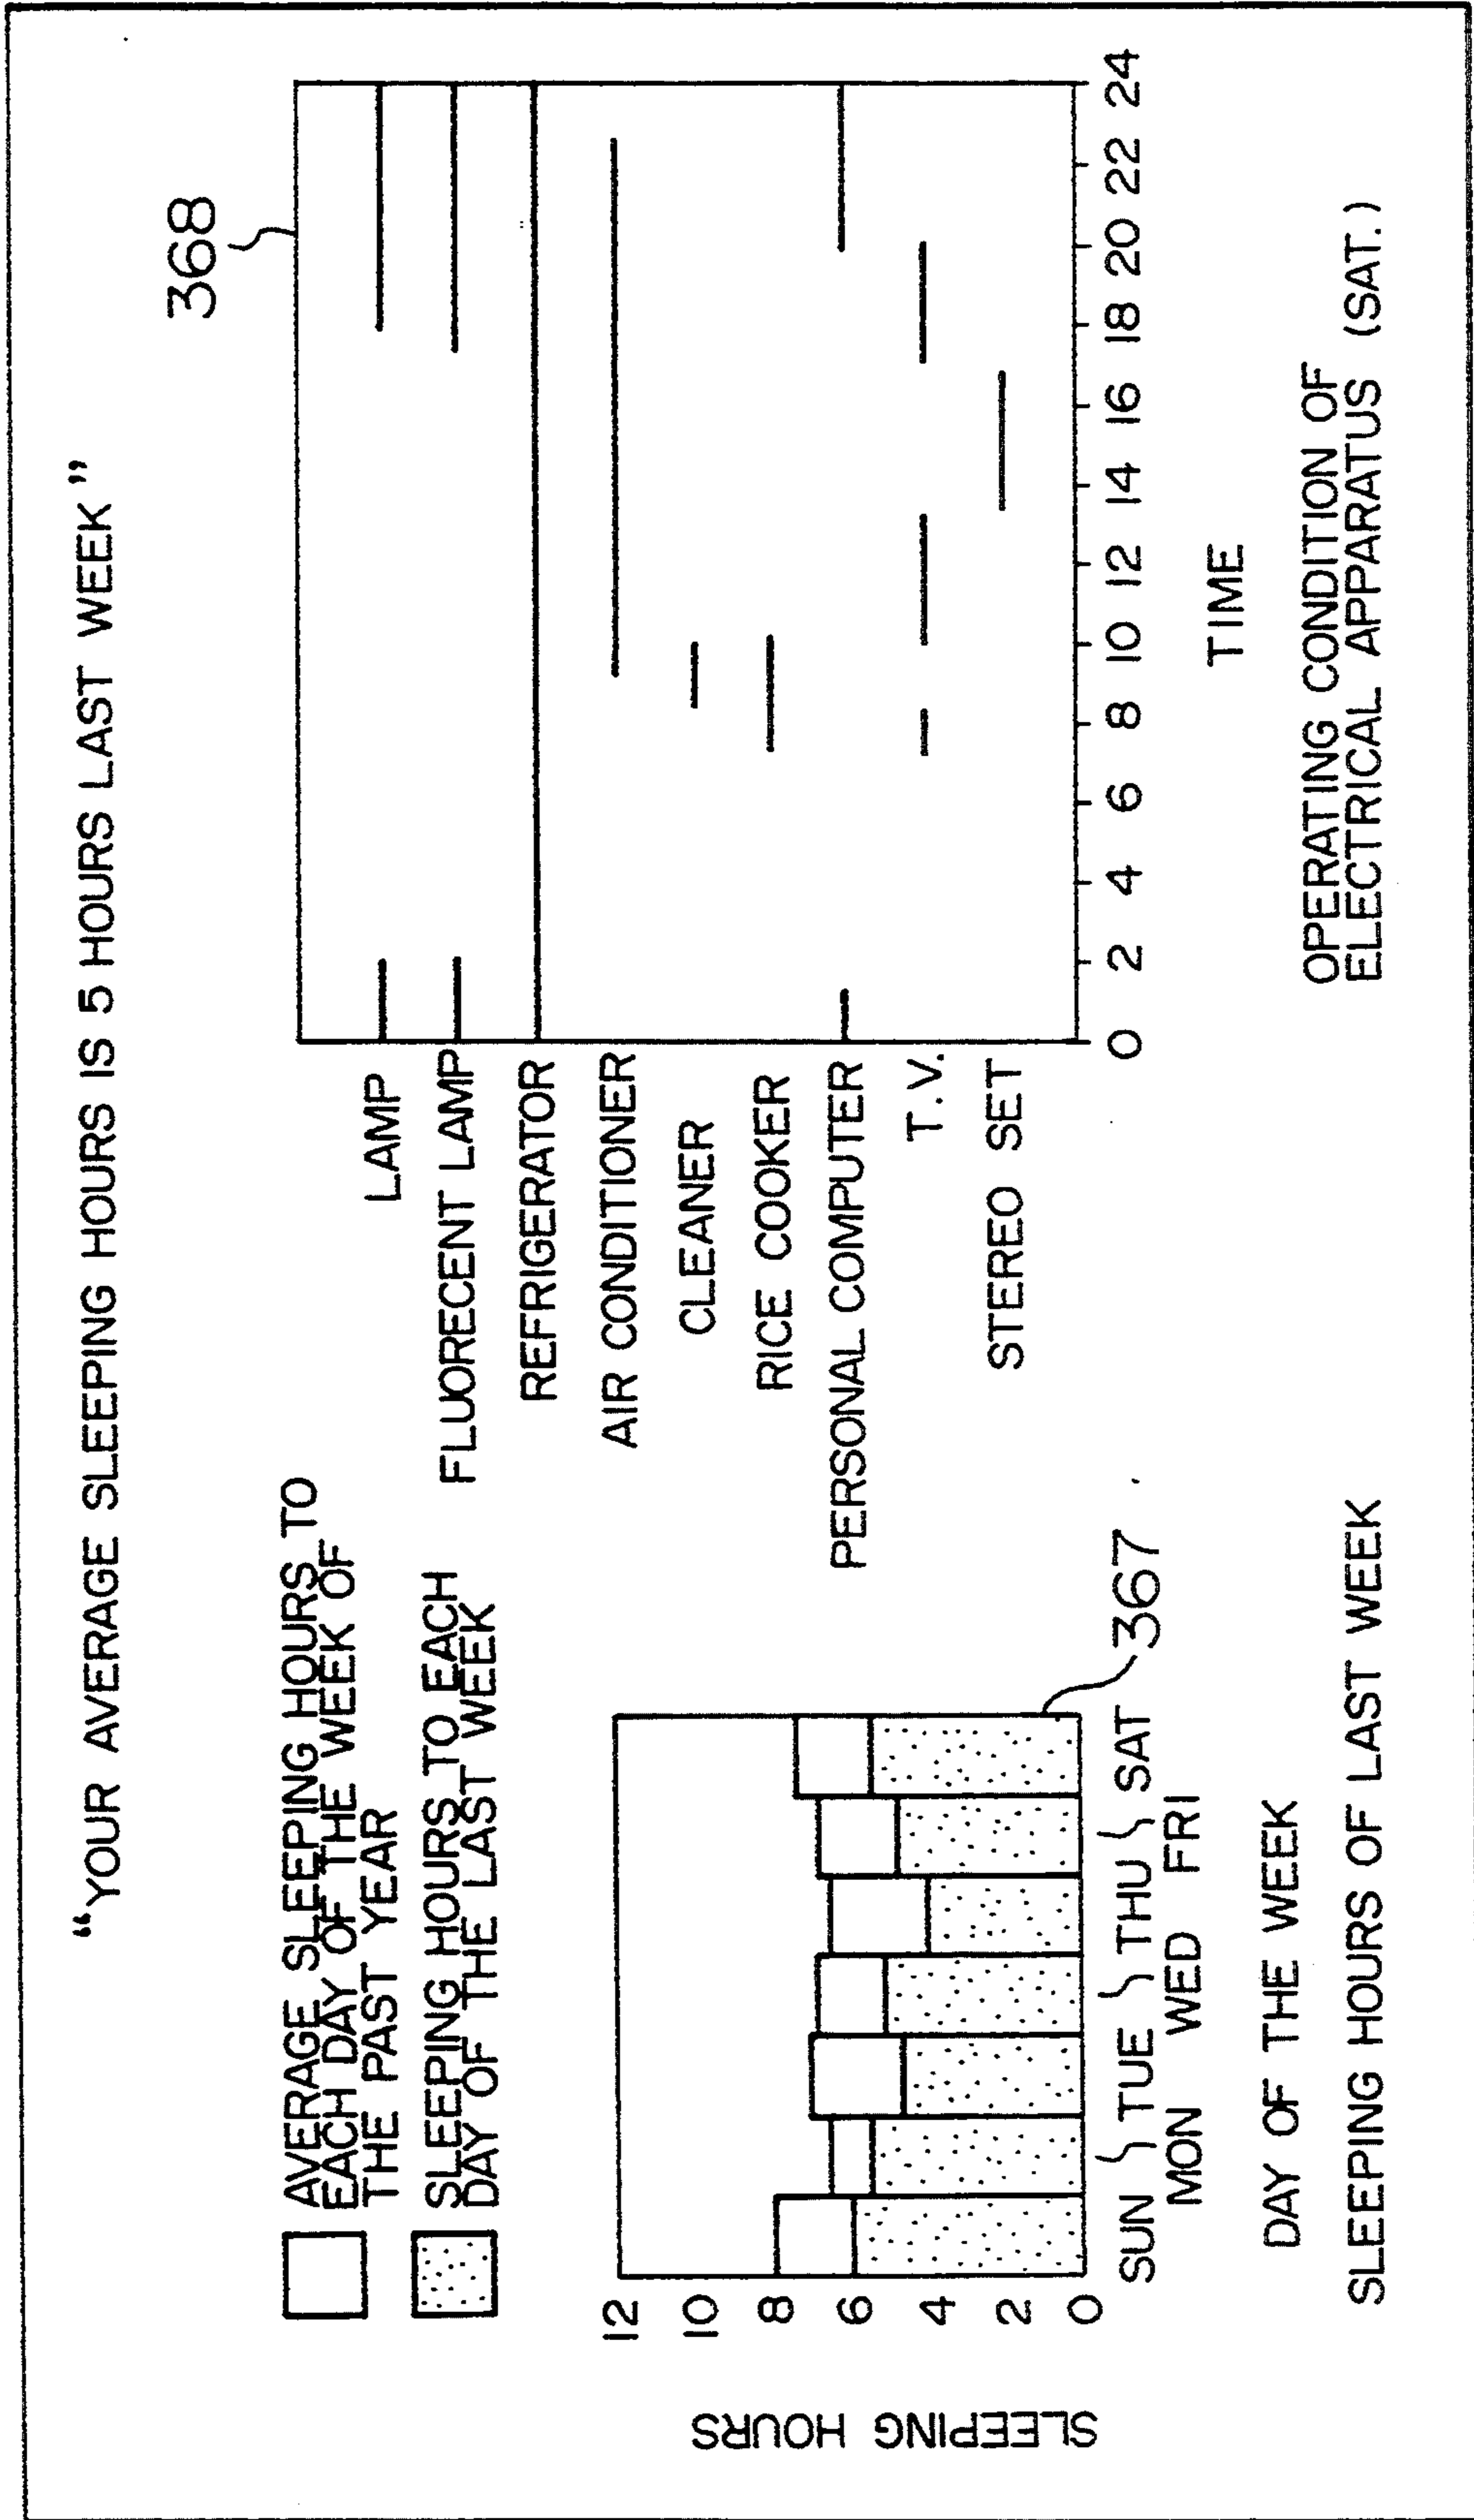 “YOUR AVERAGE SLEEPING HOURS IS 5 HOURS LAST WEEK”
AVERAGE SLEEPING HOURS TO
EACH DAY OF THE WEEK OF
THE PAST YEAR
SLEEPING HOURS TO EACH
DAY OF THE LAST WEEK
SLEEPING HOURS
12
10
8
6
4
2
0
SUN TUE THU SAT
MON WED FRI
367
DAY OF THE WEEK
SLEEPING HOURS OF LAST WEEK
368
LAMP
FLUORECENT LAMP
REFRIGERATOR
AIR CONDITIONER
CLEANER
RICE COOKER
PERSONAL COMPUTER
T.V.
STEREO SET
0 2 4 6 8 10 12 14 16 18 20 22 24
TIME
OPERATING CONDITION OF
ELECTRICAL APPARATUS (SAT.)